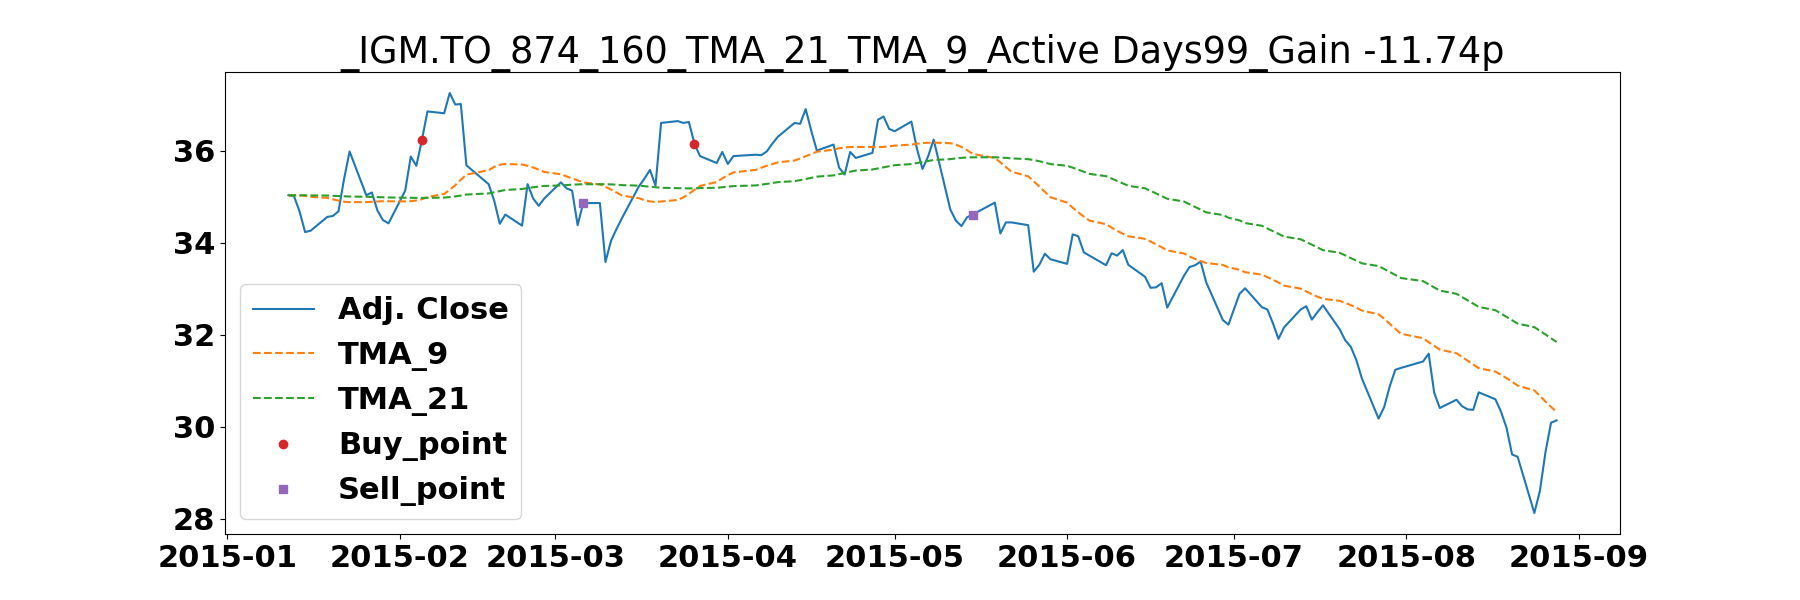 _IGM.TO_874_160_TMA_21_TMA_9_Active Days99_Gain -11.74p
36
34
32
30
28
Adj. Close
TMA_9
TMA_21
Buy_point
Sell_point
2015-01 2015-02 2015-03 2015-04 2015-05 2015-06 2015-07 2015-08 2015-09